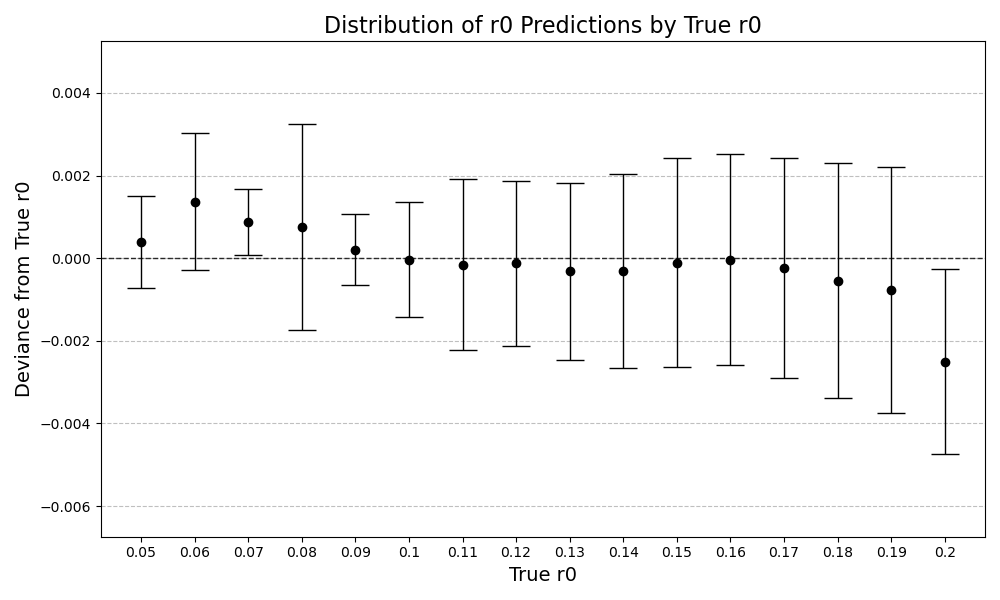 Distribution of r0 Predictions by True r0
Deviance from True r0
0.004
0.002
0.000
−0.002
−0.004
−0.006
0.05 0.06 0.07 0.08 0.09 0.1 0.11 0.12 0.13 0.14 0.15 0.16 0.17 0.18 0.19 0.2
True r0